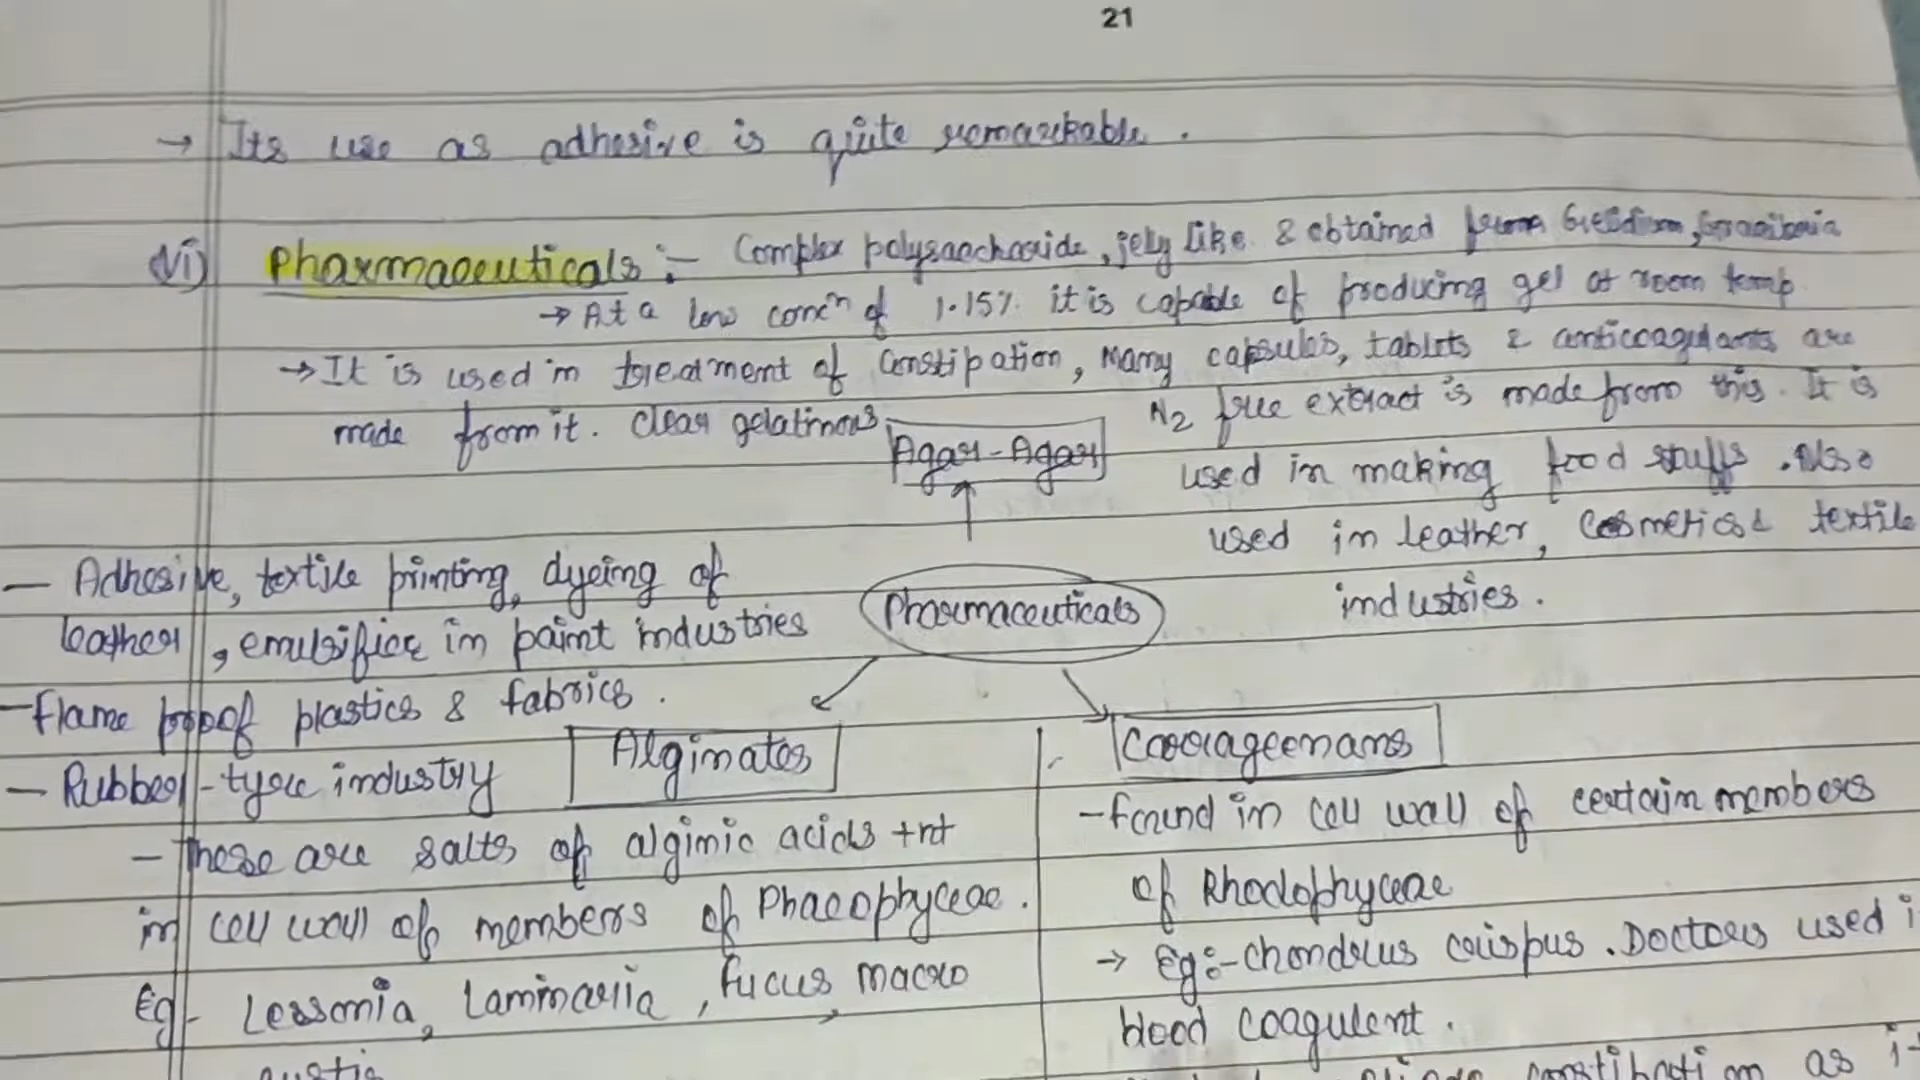 21
→ Its use as adhesive is quite remarkable.
(vi) Pharmaceuticals :- Complex polysaccharide, jely like & obtained from Gelidium,
→ At a low concn of 1.15% it is capable of producing gel at room temp.
→ It is used in treatment of Constipation, Many capsules, tablets & anticoagulants are
made from it. Clear gelatinous
N2 free extract is made from this. It is
Agar-Agar
used in making food stuffs. Also
used in leather, Cosmetics & textile
industries.
Pharmaceuticals
- Adhesive, textile printing, dyeing of
leather, emulsifier in paint industries
- Flame propof plastics & fabrics.
- Rubber-tyre industry
Alginates
- These are salts of alginic acids +nt
in cell wall of members of Phaeophyceae.
Eg- Lessonia, Laminariia, Fucus, macro
Carrageenans
- Found in cell wall of certain members
of Rhodophyceae
→ Eg:- Chondrus crispus. Doctors used
blood coagulent.
as